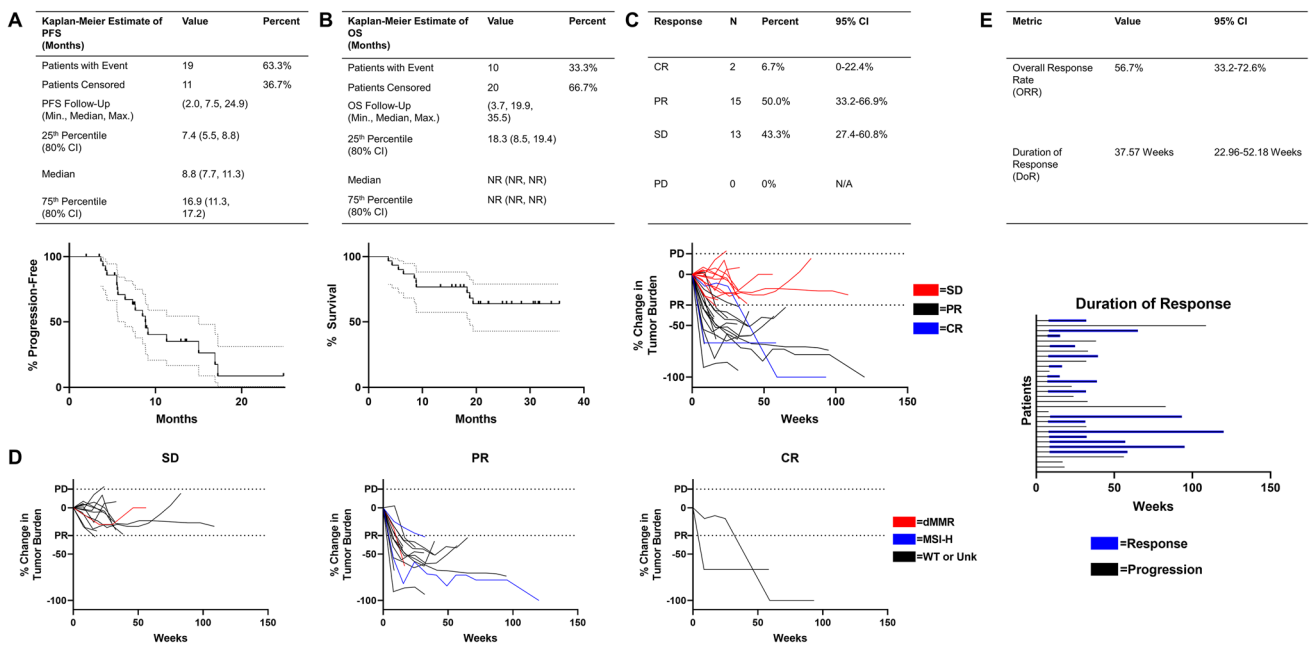 A
Kaplan-Meier Estimate of Value Percent
PFS
(Months)
Patients with Event 19 63.3%
Patients Censored 11 36.7%
PFS Follow-Up (2.0, 7.5, 24.9)
(Min., Median, Max.)
25th Percentile 7.4 (5.5, 8.8)
(80% CI)
Median 8.8 (7.7, 11.3)
75th Percentile 16.9 (11.3,
(80% CI) 17.2)
% Progression-Free
100
50
0
0 10 20
Months
B
Kaplan-Meier Estimate of Value Percent
OS
(Months)
Patients with Event 10 33.3%
Patients Censored 20 66.7%
OS Follow-Up (3.7, 19.9,
(Min., Median, Max.) 35.5)
25th Percentile 18.3 (8.5, 19.4)
(80% CI)
Median NR (NR, NR)
75th Percentile NR (NR, NR)
(80% CI)
% Survival
100
50
0
0 10 20 30 40
Months
C
Response N Percent 95% CI
CR 2 6.7% 0-22.4%
PR 15 50.0% 33.2-66.9%
SD 13 43.3% 27.4-60.8%
PD 0 0% N/A
% Change in
Tumor Burden
PD
0
PR
-50
-100
0 50 100 150
Weeks
=SD
=PR
=CR
E
Metric Value 95% CI
Overall Response 56.7% 33.2-72.6%
Rate
(ORR)
Duration of 37.57 Weeks 22.96-52.18 Weeks
Response
(DoR)
Duration of Response
Patients
0 50 100 150
Weeks
=Response
=Progression
D
SD
% Change in
Tumor Burden
PD
0
PR
-50
-100
0 50 100 150
Weeks
PR
% Change in
Tumor Burden
PD
0
PR
-50
-100
0 50 100 150
Weeks
CR
% Change in
Tumor Burden
PD
0
PR
-50
-100
0 50 100 150
Weeks
=dMMR
=MSI-H
=WT or Unk